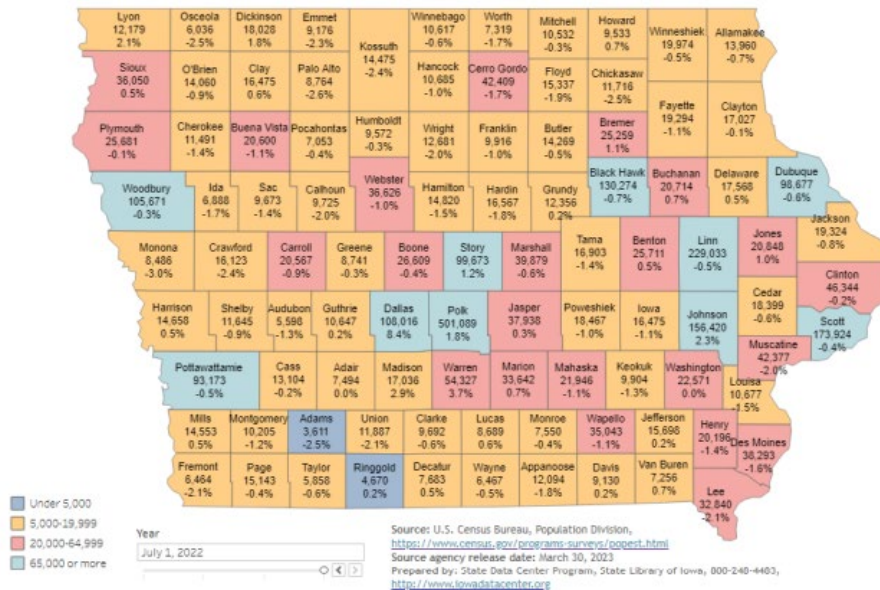 Lyon
12,179
2.1%
Osceola
6,036
-2.5%
Dickinson
18,028
1.8%
Emmet
9,176
-2.3%
Kossuth
14,475
-2.4%
Winnebago
10,617
-0.6%
Worth
7,319
-1.7%
Mitchell
10,532
-0.3%
Howard
9,533
0.7%
Winneshiek
19,974
-0.5%
Allamakee
13,960
-0.7%
Sioux
36,050
0.5%
O'Brien
14,060
-0.9%
Clay
16,475
0.6%
Palo Alto
8,764
-2.6%
Hancock
10,685
-1.0%
Cerro Gordo
42,409
-1.7%
Floyd
15,337
-1.9%
Chickasaw
11,716
-2.5%
Fayette
19,294
-1.1%
Clayton
17,027
-0.1%
Plymouth
25,681
-0.1%
Cherokee
11,491
-1.4%
Buena Vista
20,600
-1.1%
Pocahontas
7,053
-0.4%
Humboldt
9,572
-0.3%
Wright
12,681
-2.0%
Franklin
9,916
-1.0%
Butler
14,269
-0.5%
Bremer
25,259
1.1%
Woodbury
105,671
-0.3%
Ida
6,888
-1.7%
Sac
9,673
-1.4%
Calhoun
9,725
-2.0%
Webster
36,626
-1.0%
Hamilton
14,820
-1.5%
Hardin
16,567
-1.8%
Grundy
12,356
0.2%
Black Hawk
130,274
-0.7%
Buchanan
20,714
0.7%
Delaware
17,568
0.5%
Dubuque
98,677
-0.6%
Monona
8,486
-3.0%
Crawford
16,123
-2.4%
Carroll
20,567
-0.9%
Greene
8,741
-0.3%
Boone
26,609
-0.4%
Story
99,673
1.2%
Marshall
39,879
-0.6%
Tama
16,903
-1.4%
Benton
25,711
0.5%
Linn
229,033
-0.5%
Jones
20,848
1.0%
Jackson
19,324
-0.8%
Clinton
46,344
-0.2%
Harrison
14,658
0.5%
Shelby
11,645
-0.9%
Audubon
5,598
-1.3%
Guthrie
10,647
0.2%
Dallas
108,016
8.4%
Polk
501,089
1.8%
Jasper
37,938
0.3%
Poweshiek
18,467
-1.0%
Iowa
16,475
-1.1%
Johnson
156,420
2.3%
Cedar
18,399
-0.6%
Scott
173,924
-0.4%
Muscatine
42,377
-2.0%
Pottawattamie
93,173
-0.5%
Cass
13,104
-0.2%
Adair
7,494
0.0%
Madison
17,036
2.9%
Warren
54,327
3.7%
Marion
33,642
0.7%
Mahaska
21,946
-1.1%
Keokuk
9,904
-1.3%
Washington
22,571
0.0%
Louisa
10,677
-1.5%
Mills
14,553
0.5%
Montgomery
10,205
-1.2%
Adams
3,611
-2.5%
Union
11,887
-2.1%
Clarke
9,692
-0.6%
Lucas
8,689
0.6%
Monroe
7,550
-0.4%
Wapello
35,043
-1.1%
Jefferson
15,698
0.2%
Henry
20,196
-1.4%
Des Moines
38,293
-1.6%
Fremont
6,464
-2.1%
Page
15,143
-0.4%
Taylor
5,858
-0.6%
Ringgold
4,670
0.2%
Decatur
7,683
0.5%
Wayne
6,467
-0.5%
Appanoose
12,094
-1.8%
Davis
9,130
0.2%
Van Buren
7,256
0.7%
Lee
32,840
-2.1%
Under 5,000
5,000-19,999
20,000-64,999
65,000 or more
Year
July 1, 2022
Source: U.S. Census Bureau, Population Division,
https://www.census.gov/programs-surveys/popest.html
Source agency release date: March 30, 2023
Prepared by: State Data Center Program, State Library of Iowa, 800-248-4483,
http://www.iowadatacenter.org